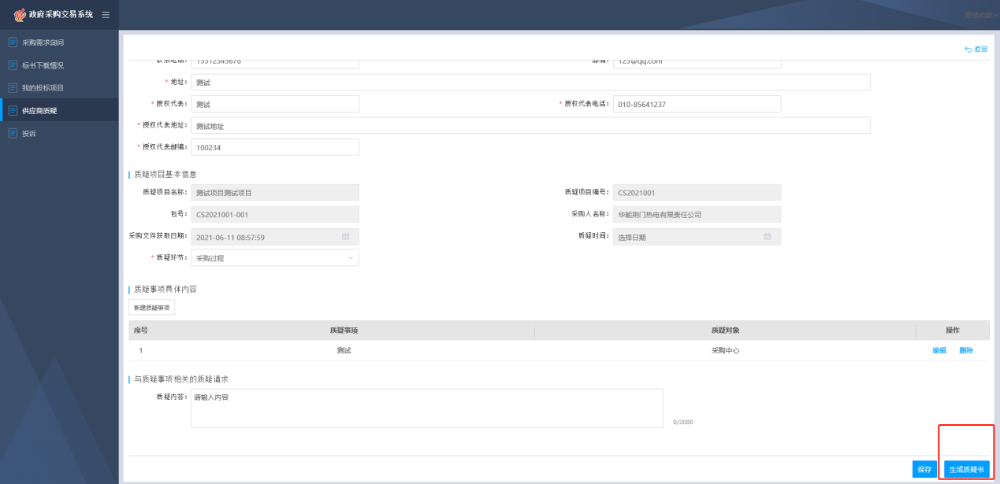 政府采购交易系统
更换皮肤
采购需求询问
标书下载情况
我的投标项目
供应商质疑
投诉
返回
联系电话: 13312345678 邮箱: 123@qq.com
* 地址: 测试
* 授权代表: 测试 * 授权代表电话: 010-85641237
* 授权代表地址: 测试地址
* 授权代表邮编: 100234
质疑项目基本信息
质疑项目名称: 测试项目测试项目 质疑项目编号: CS2021001
包号: CS2021001-001 采购人名称: 华能荆门热电有限责任公司
采购文件获取日期: 2021-06-11 08:57:59 质疑时间: 选择日期
* 质疑环节: 采购过程
质疑事项具体内容
新建质疑事项
序号 质疑事项 质疑对象 操作
1 测试 采购中心 编辑 删除
与质疑事项相关的质疑请求
质疑内容: 请输入内容
0/2000
保存 生成质疑书